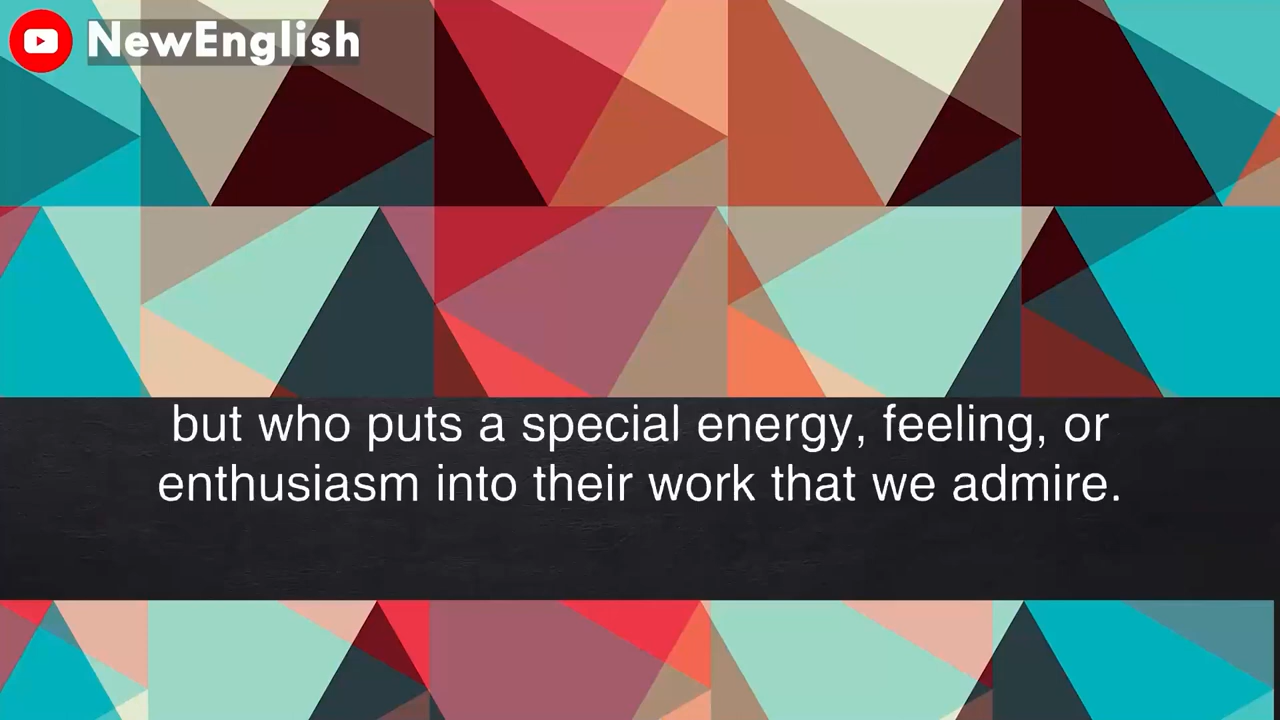 NewEnglish
but who puts a special energy, feeling, or
enthusiasm into their work that we admire.